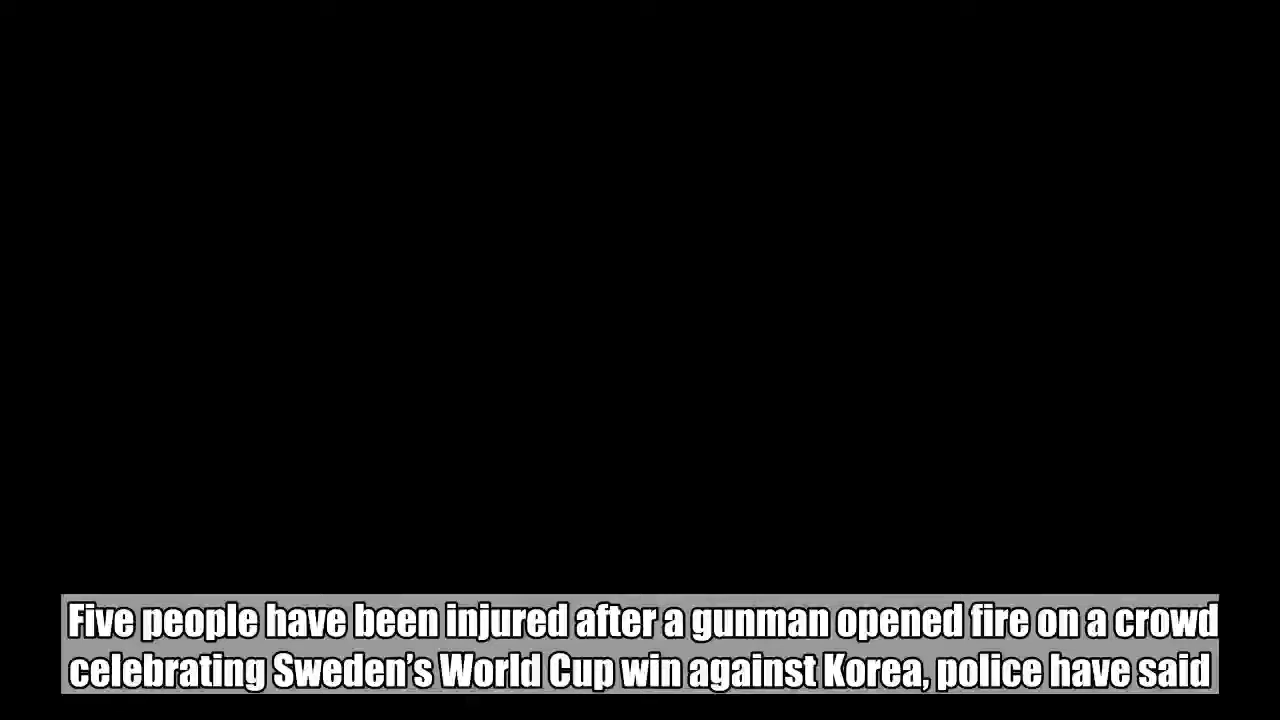 Five people have been injured after a gunman opened fire on a crowd
celebrating Sweden’s World Cup win against Korea, police have said